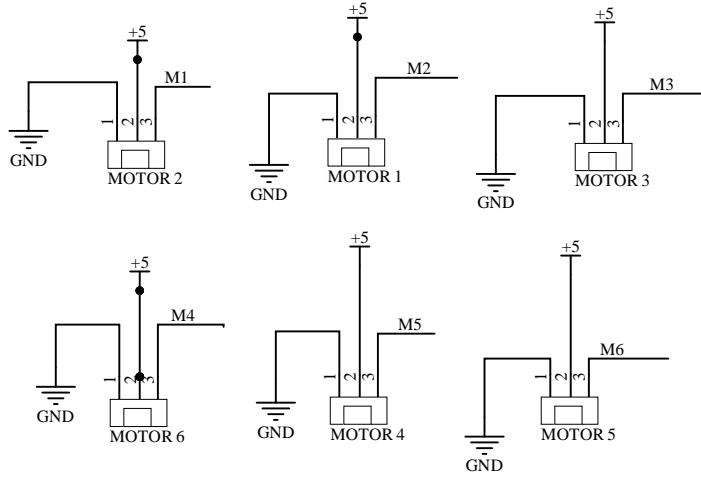 +5
+5
+5
M1
M2
M3
1 2 3
1 2 3
1 2 3
GND
GND
GND
MOTOR 2
MOTOR 1
MOTOR 3
+5
+5
+5
M4
M5
M6
1 2 3
1 2 3
1 2 3
GND
GND
GND
MOTOR 6
MOTOR 4
MOTOR 5